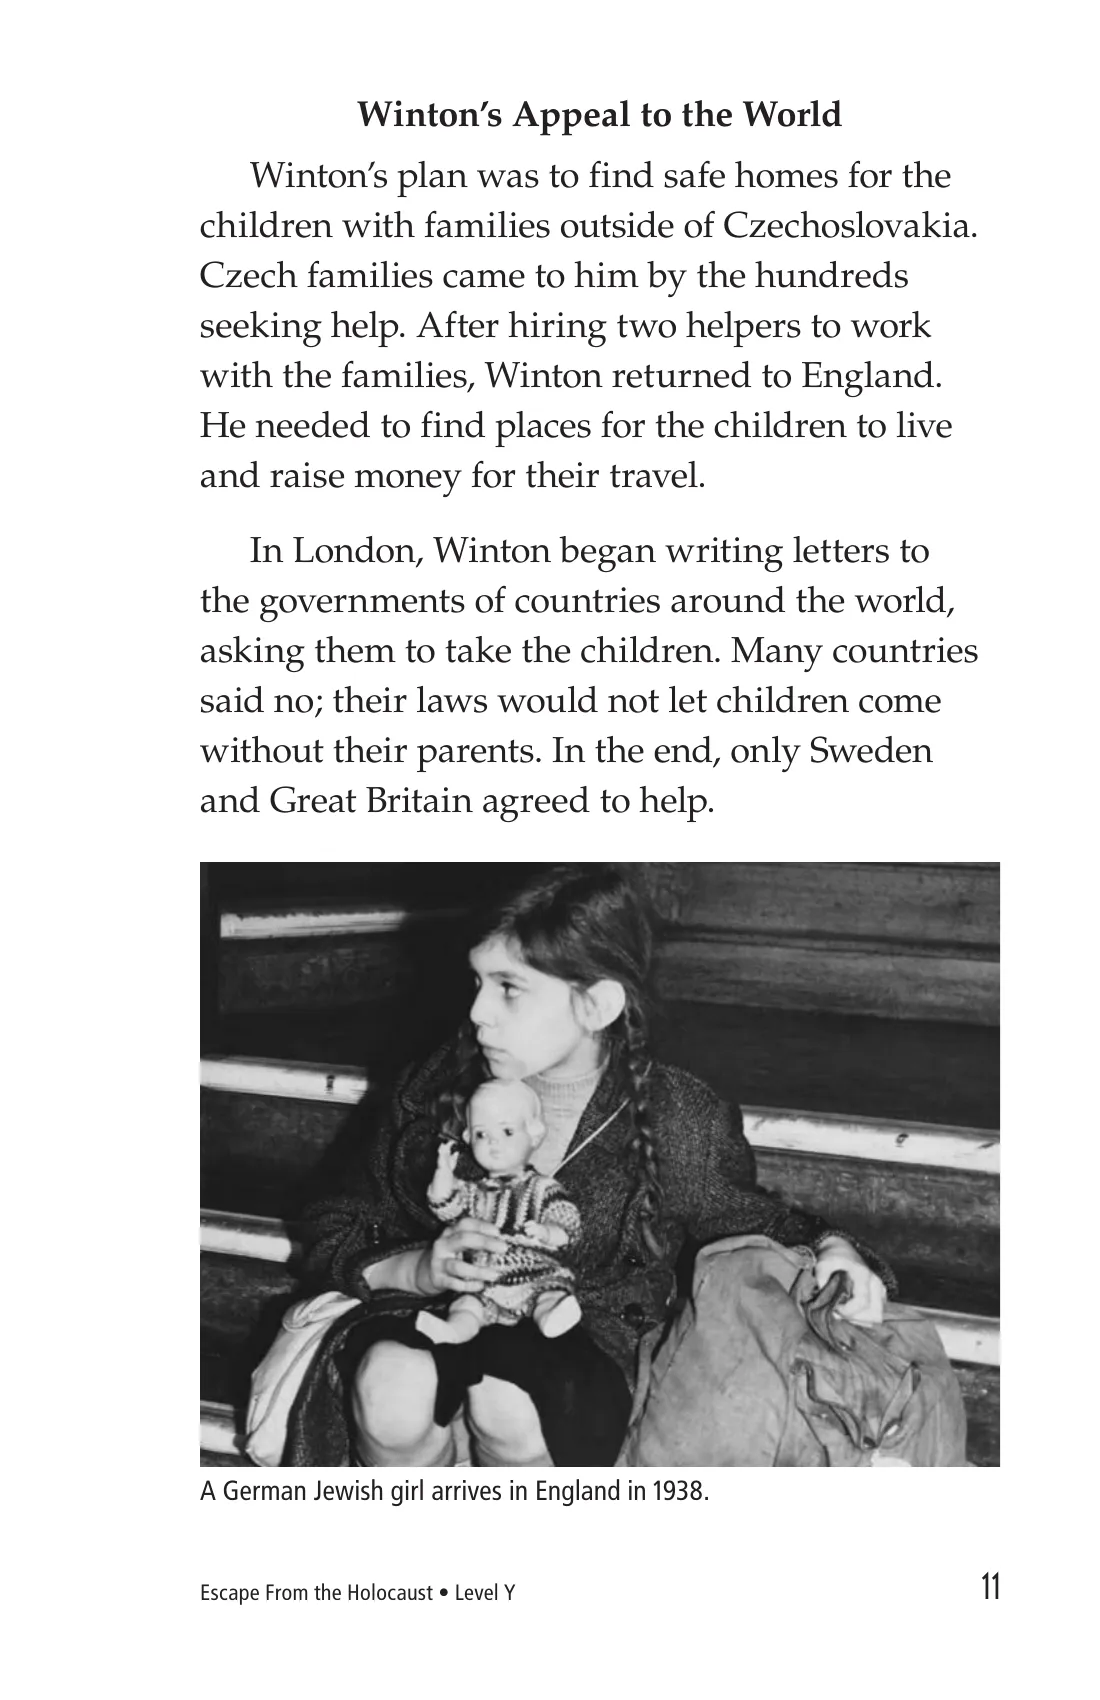 Winton’s Appeal to the World
Winton’s plan was to find safe homes for the
children with families outside of Czechoslovakia.
Czech families came to him by the hundreds
seeking help. After hiring two helpers to work
with the families, Winton returned to England.
He needed to find places for the children to live
and raise money for their travel.
In London, Winton began writing letters to
the governments of countries around the world,
asking them to take the children. Many countries
said no; their laws would not let children come
without their parents. In the end, only Sweden
and Great Britain agreed to help.
A German Jewish girl arrives in England in 1938.
Escape From the Holocaust • Level Y
11